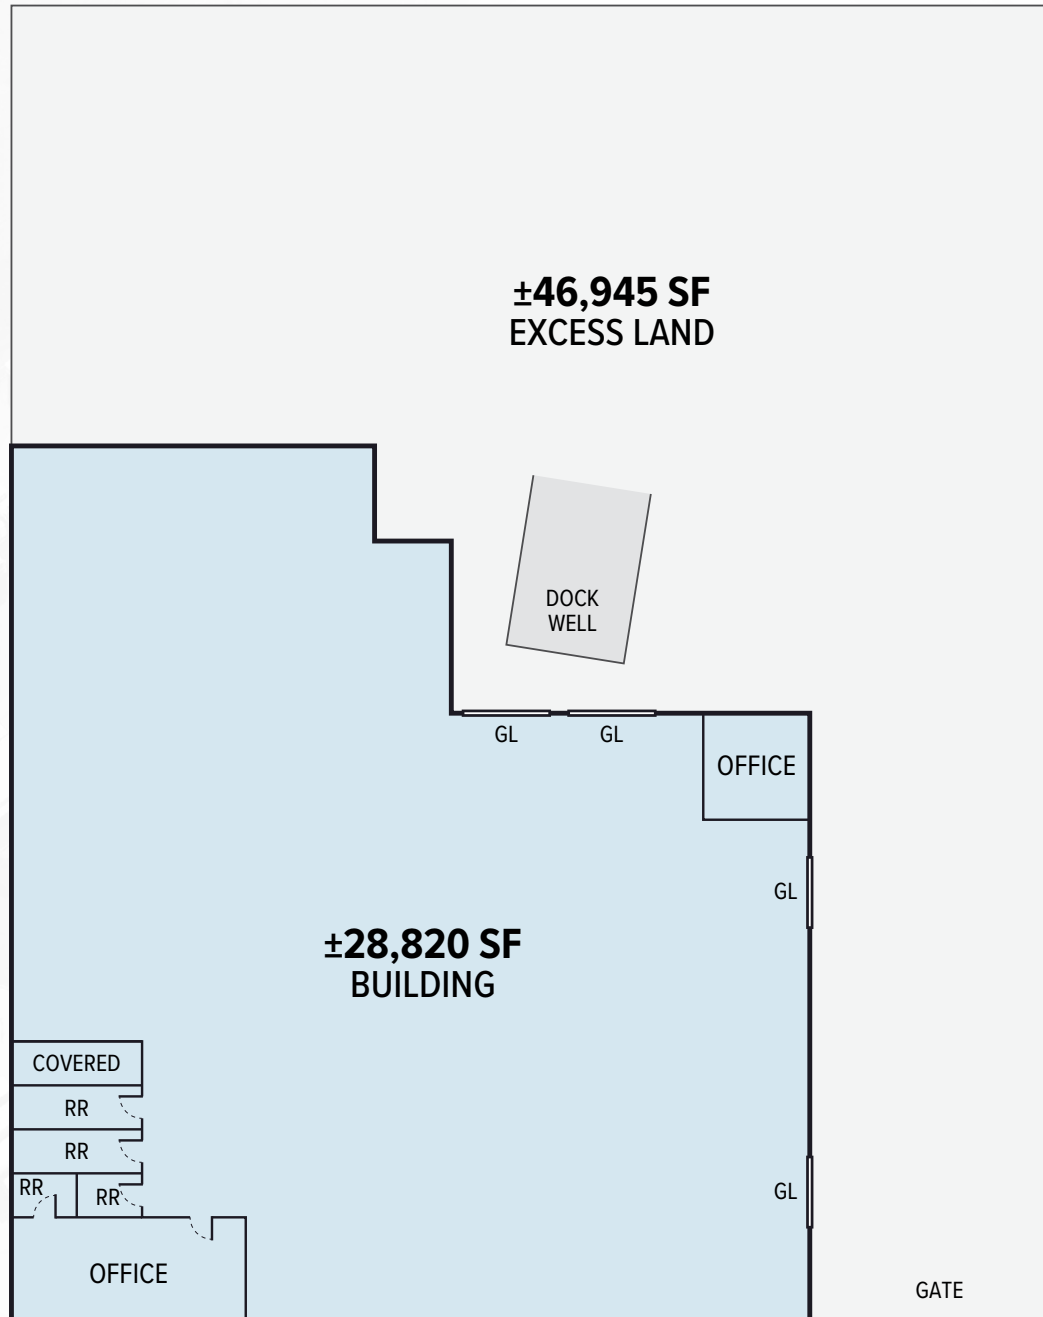 ±46,945 SF
EXCESS LAND
DOCK
WELL
GL
GL
OFFICE
GL
±28,820 SF
BUILDING
COVERED
RR
RR
RR
RR
GL
OFFICE
GATE